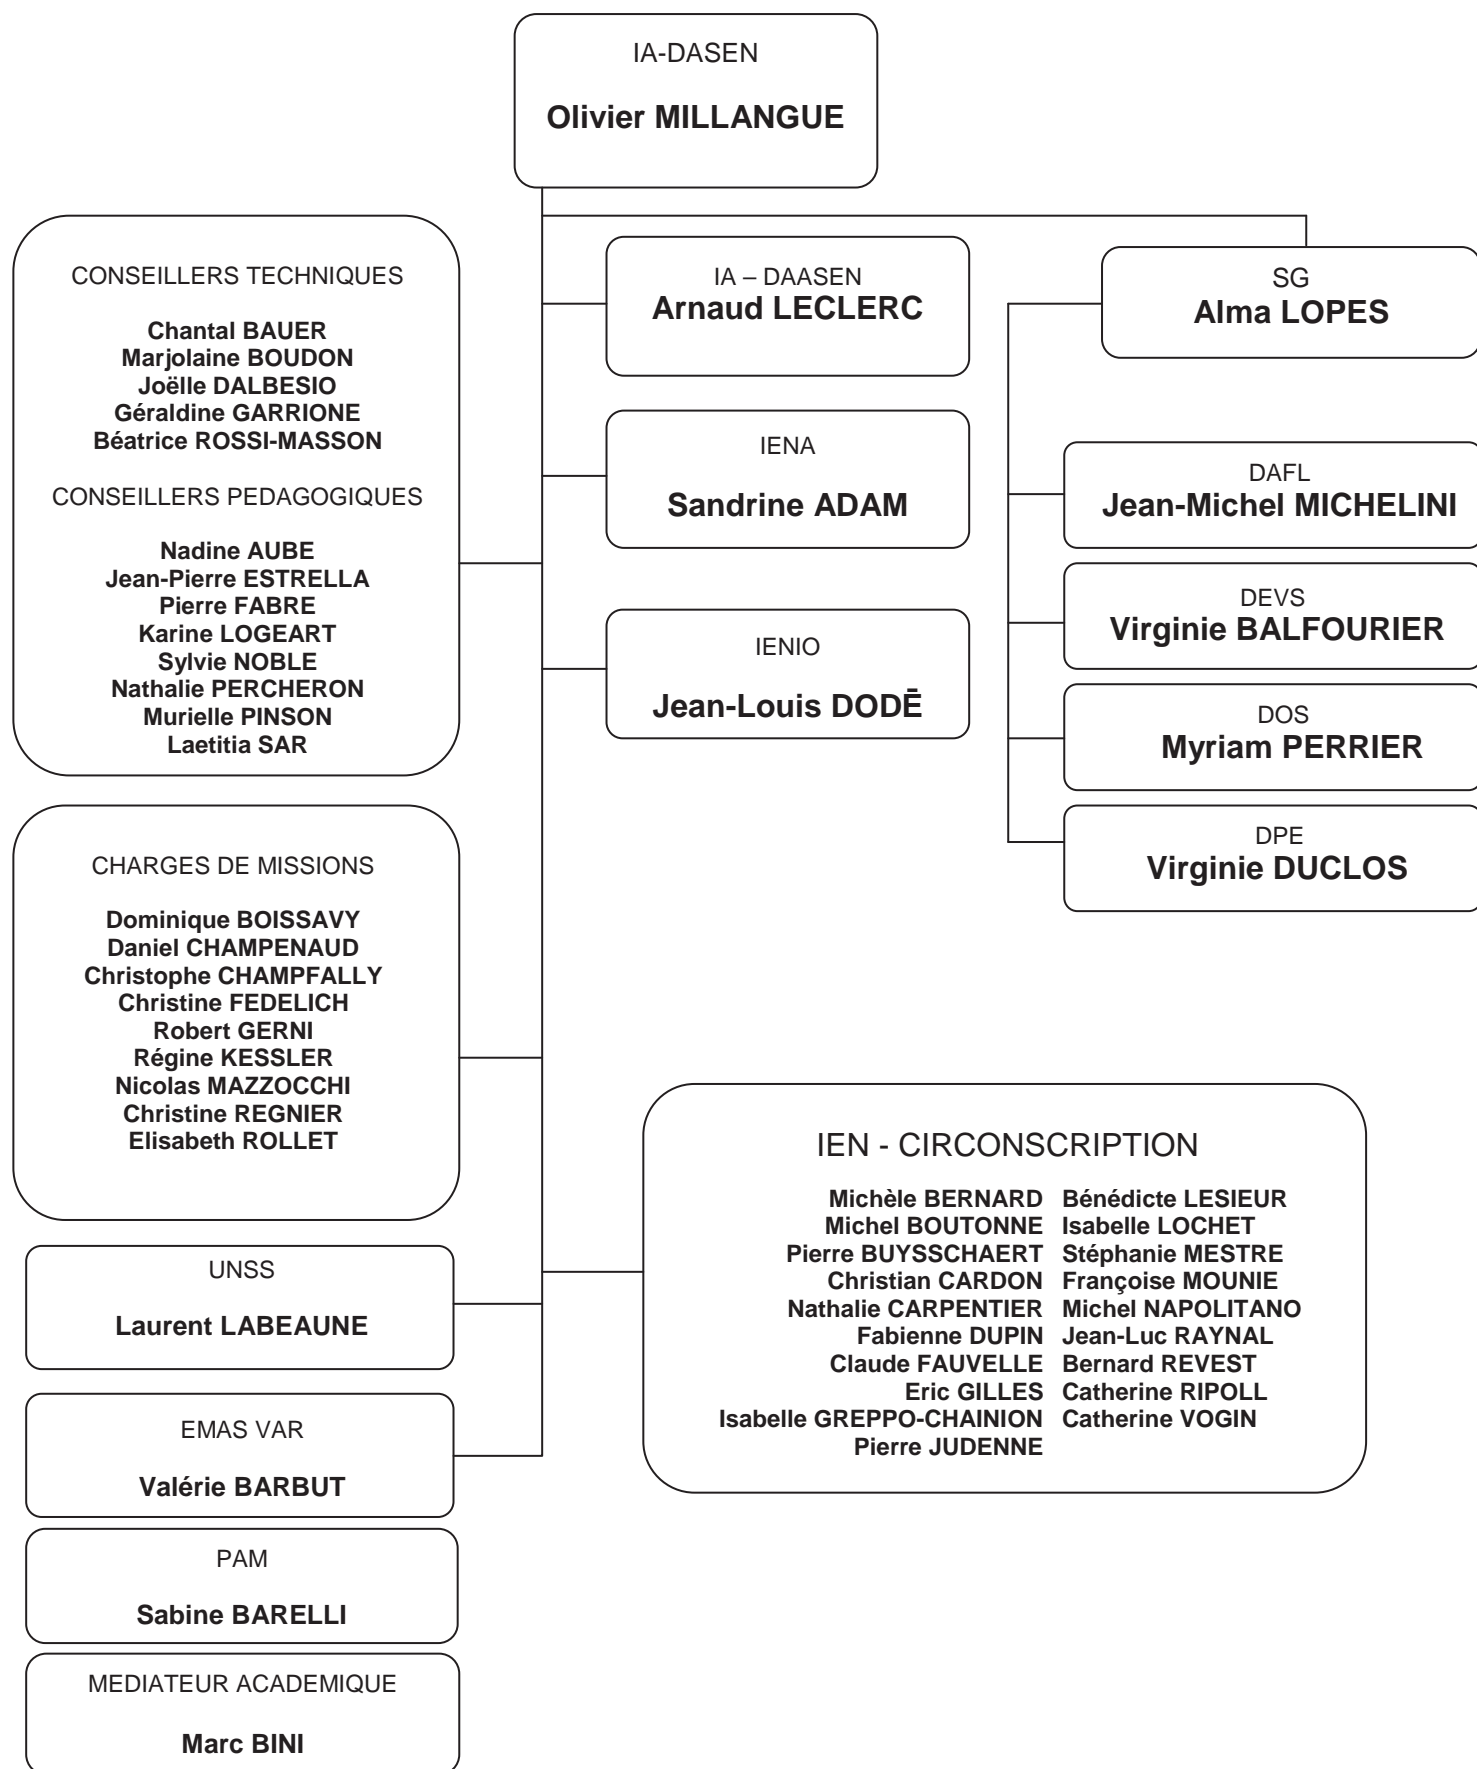 IA-DASEN
Olivier MILLANGUE
CONSEILLERS TECHNIQUES
Chantal BAUER
Marjolaine BOUDON
Joëlle DALBESIO
Géraldine GARRIONE
Béatrice ROSSI-MASSON
CONSEILLERS PEDAGOGIQUES
Nadine AUBE
Jean-Pierre ESTRELLA
Pierre FABRE
Karine LOGEART
Sylvie NOBLE
Nathalie PERCHERON
Murielle PINSON
Laetitia SAR
IA – DAASEN
Arnaud LECLERC
IENA
Sandrine ADAM
IENIO
Jean-Louis DODĒ
SG
Alma LOPES
DAFL
Jean-Michel MICHELINI
DEVS
Virginie BALFOURIER
DOS
Myriam PERRIER
DPE
Virginie DUCLOS
CHARGES DE MISSIONS
Dominique BOISSAVY
Daniel CHAMPENAUD
Christophe CHAMPFALLY
Christine FEDELICH
Robert GERNI
Régine KESSLER
Nicolas MAZZOCCHI
Christine REGNIER
Elisabeth ROLLET
IEN - CIRCONSCRIPTION
Michèle BERNARD Bénédicte LESIEUR
Michel BOUTONNE Isabelle LOCHET
Pierre BUYSSCHAERT Stéphanie MESTRE
Christian CARDON Françoise MOUNIE
Nathalie CARPENTIER Michel NAPOLITANO
Fabienne DUPIN Jean-Luc RAYNAL
Claude FAUVELLE Bernard REVEST
Eric GILLES Catherine RIPOLL
Isabelle GREPPO-CHAINION Catherine VOGIN
Pierre JUDENNE
UNSS
Laurent LABEAUNE
EMAS VAR
Valérie BARBUT
PAM
Sabine BARELLI
MEDIATEUR ACADEMIQUE
Marc BINI